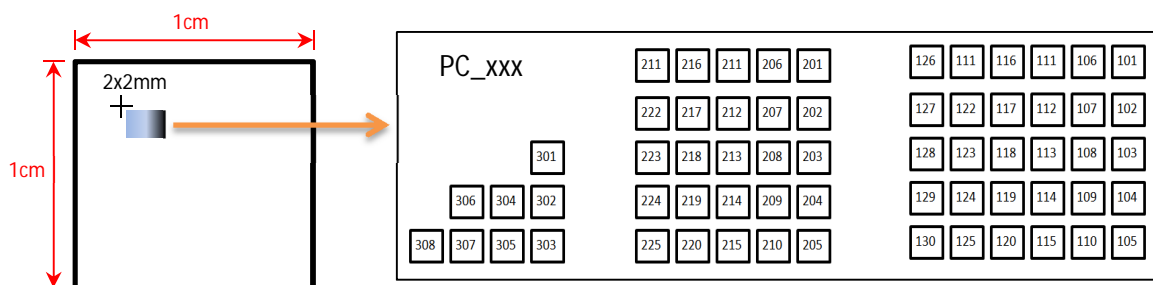 1cm
1cm
2x2mm
PC_xxx
211 216 211 206 201
126 111 116 111 106 101
222 217 212 207 202
127 122 117 112 107 102
301
223 218 213 208 203
128 123 118 113 108 103
306 304 302
224 219 214 209 204
129 124 119 114 109 104
308 307 305 303
225 220 215 210 205
130 125 120 115 110 105